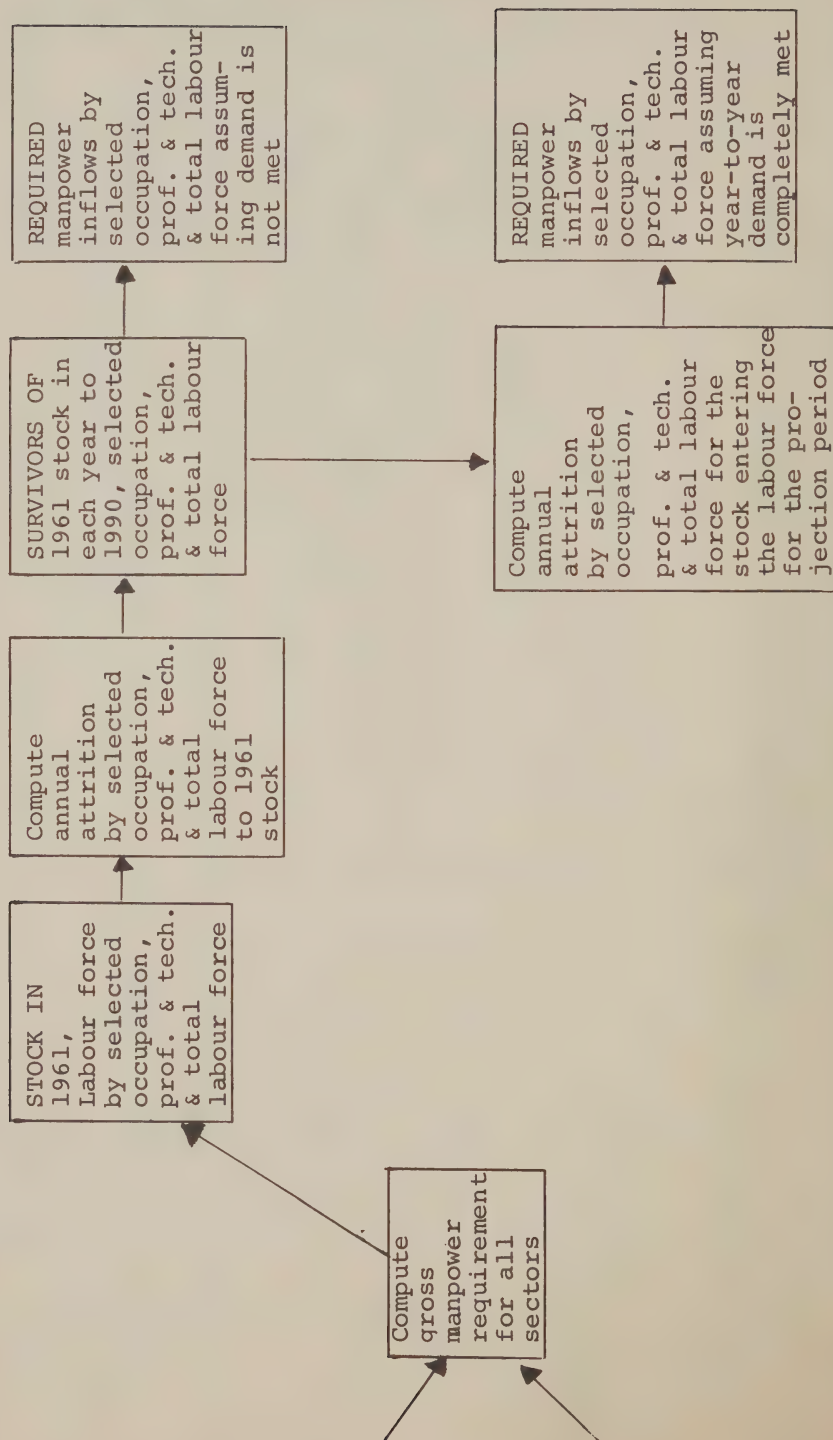 Compute
gross
manpower
requirement
for all
sectors
STOCK IN
1961,
Labour force
by selected
occupation,
prof. & tech.
& total
labour force
Compute
annual
attrition
by selected
occupation,
prof. & tech.
& total
labour force
to 1961
stock
SURVIVORS OF
1961 stock in
each year to
1990, selected
occupation,
prof. & tech.
& total labour
force
REQUIRED
manpower
inflows by
selected
occupation,
prof. & tech.
& total labour
force assum-
ing demand is
not met
Compute
annual
attrition
by selected
occupation,
prof. & tech.
& total labour
force for the
stock entering
the labour force
for the pro-
jection period
REQUIRED
manpower
inflows by
selected
occupation,
prof. & tech.
& total labour
force assuming
year-to-year
demand is
completely met